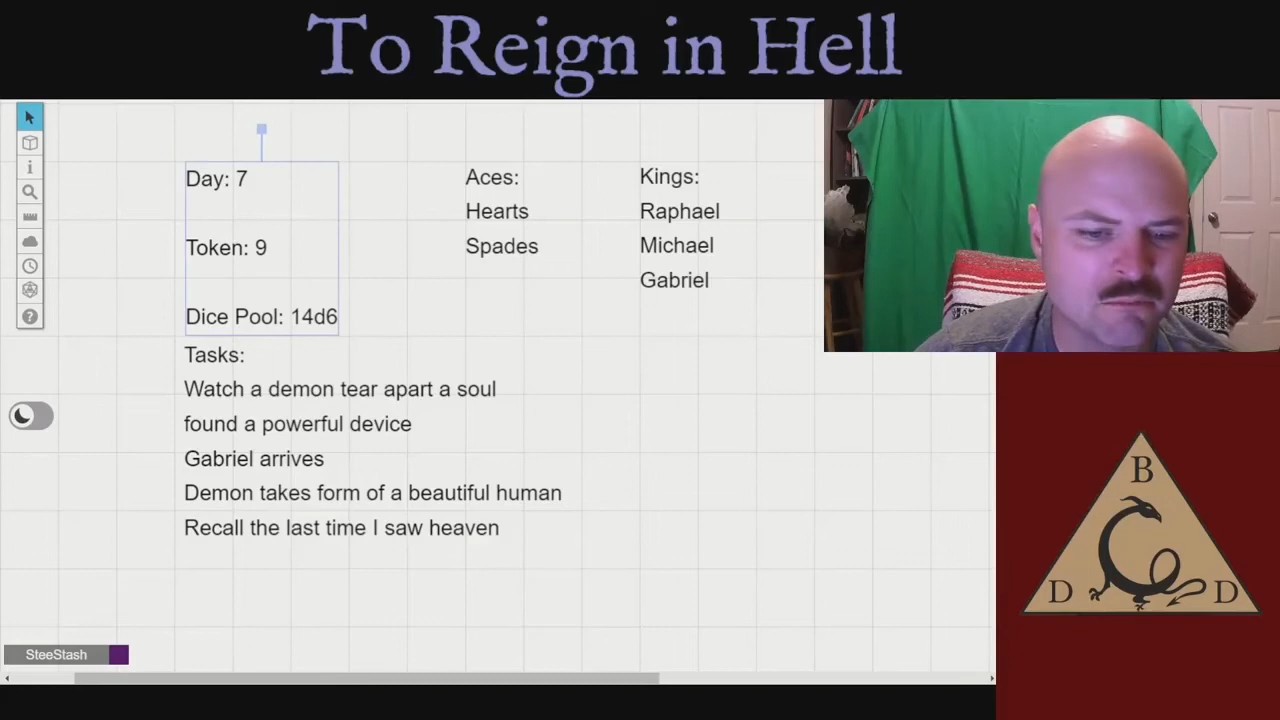 To Reign in Hell
Day: 7
Token: 9
Dice Pool: 14d6
Aces:
Hearts
Spades
Kings:
Raphael
Michael
Gabriel
Tasks:
Watch a demon tear apart a soul
found a powerful device
Gabriel arrives
Demon takes form of a beautiful human
Recall the last time I saw heaven
SteeStash
B
D D